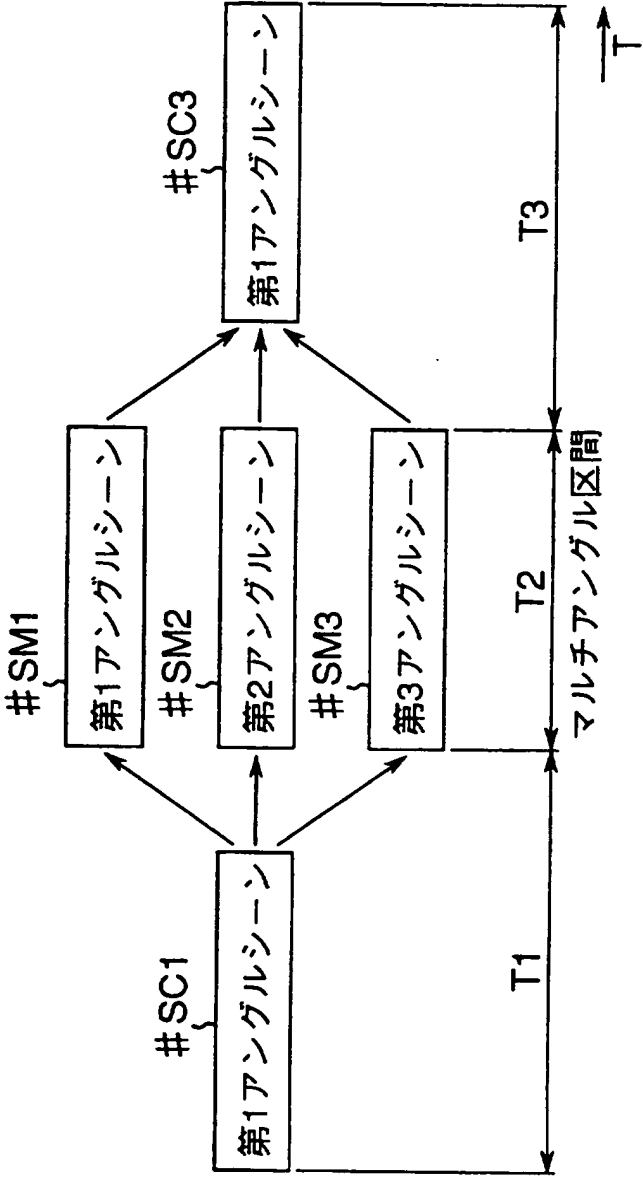 #SC1
第1アングルシーン
#SM1
第1アングルシーン
#SM2
第2アングルシーン
#SM3
第3アングルシーン
#SC3
第1アングルシーン
T1
T2
T3
マルチアングル区間
T